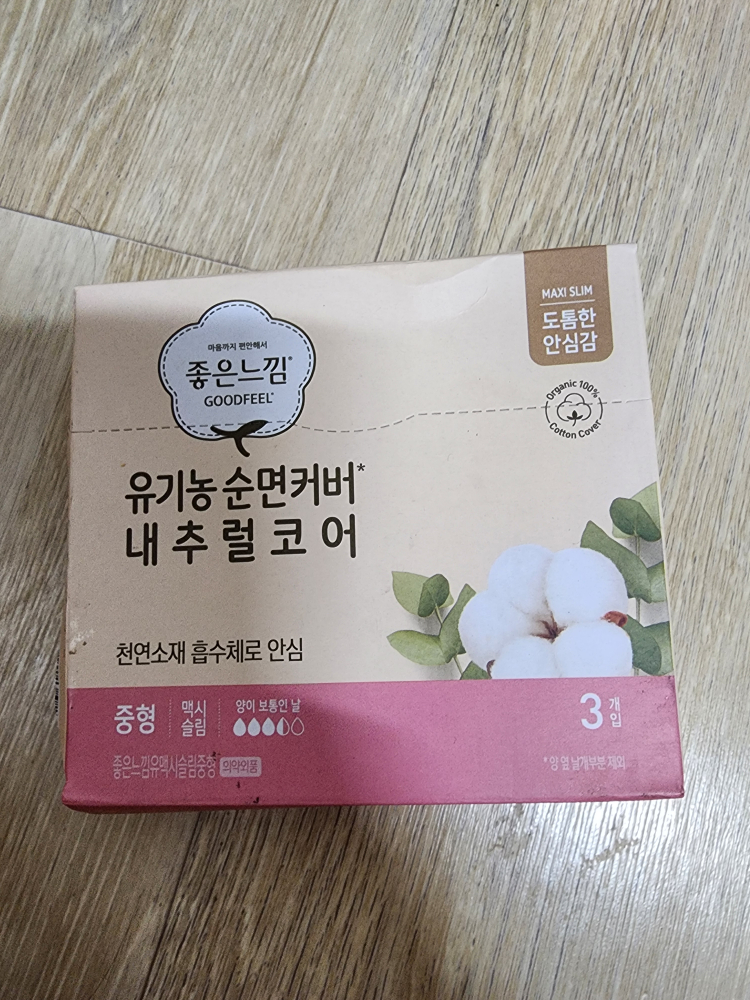 MAXI SLIM
도톰한
안심감
마음까지 편안해서
좋은느낌®
GOODFEEL®
Organic 100%
Cotton Cover
유기농 순면커버*
내추럴코어
천연소재 흡수체로 안심
중형
맥시
슬림
양이 보통인 날
3개입
좋은느낌유맥시슬림중형 의약외품
*양 옆 날개부분 제외